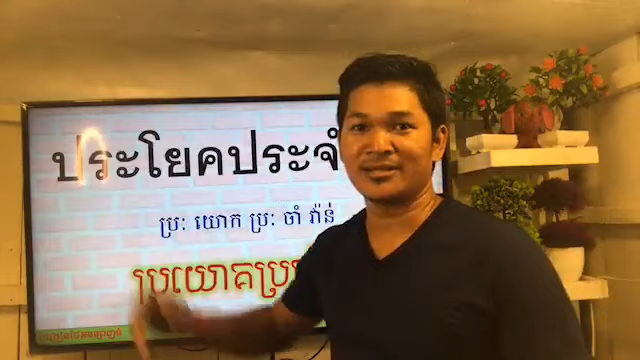 ประโยคประจำ
ប្រៈ យោក ប្រៈ ចាំ វ៉ាន់
ប្រយោគប្រ